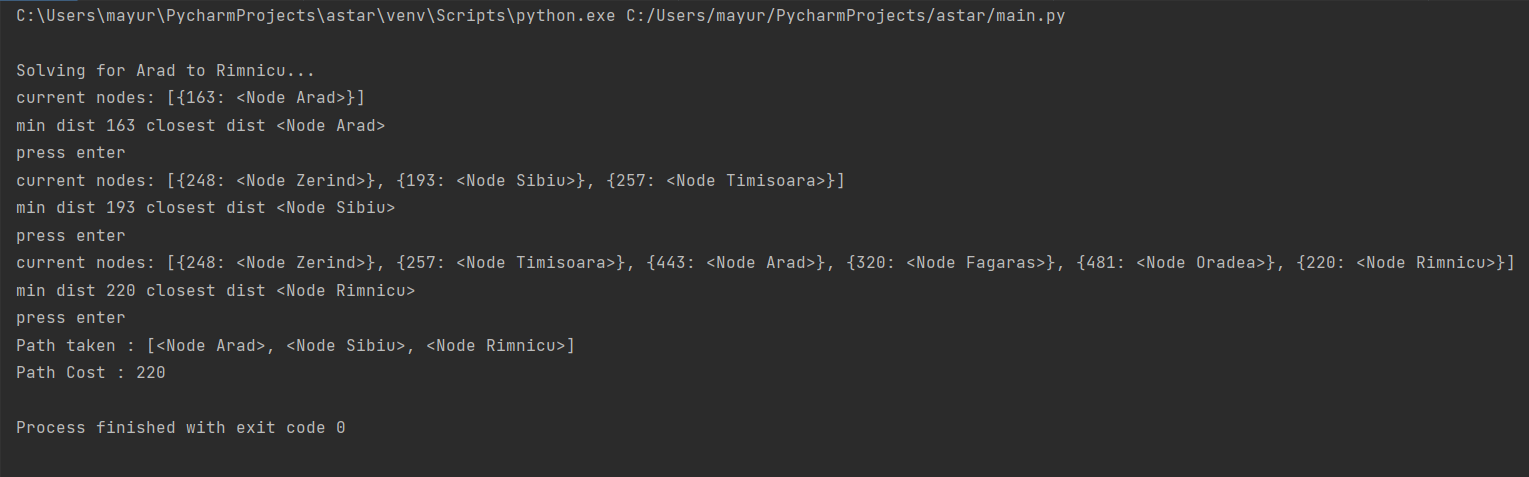 C:\Users\mayur\PycharmProjects\astar\venv\Scripts\python.exe C:/Users/mayur/PycharmProjects/astar/main.py
Solving for Arad to Rimnicu...
current nodes: [{163: <Node Arad>}]
min dist 163 closest dist <Node Arad>
press enter
current nodes: [{248: <Node Zerind>}, {193: <Node Sibiu>}, {257: <Node Timisoara>}]
min dist 193 closest dist <Node Sibiu>
press enter
current nodes: [{248: <Node Zerind>}, {257: <Node Timisoara>}, {443: <Node Arad>}, {320: <Node Fagaras>}, {481: <Node Oradea>}, {220: <Node Rimnicu>}]
min dist 220 closest dist <Node Rimnicu>
press enter
Path taken : [<Node Arad>, <Node Sibiu>, <Node Rimnicu>]
Path Cost : 220
Process finished with exit code 0